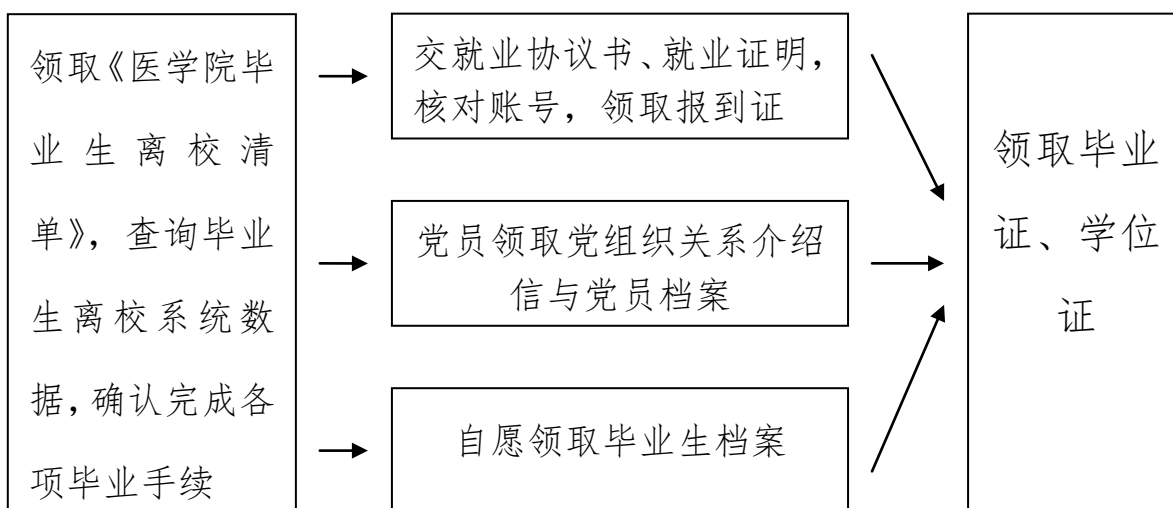 领取《医学院毕
业生离校清
单》，查询毕业
生离校系统数
据，确认完成各
项毕业手续
交就业协议书、就业证明，
核对账号，领取报到证
党员领取党组织关系介绍
信与党员档案
自愿领取毕业生档案
领取毕业
证、学位
证